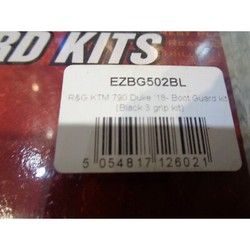 RD KITS
EZBG502BL
R&G KTM 790 Duke '18- Boot Guard kit
(Black 3 grip kit)
5 054817 126021